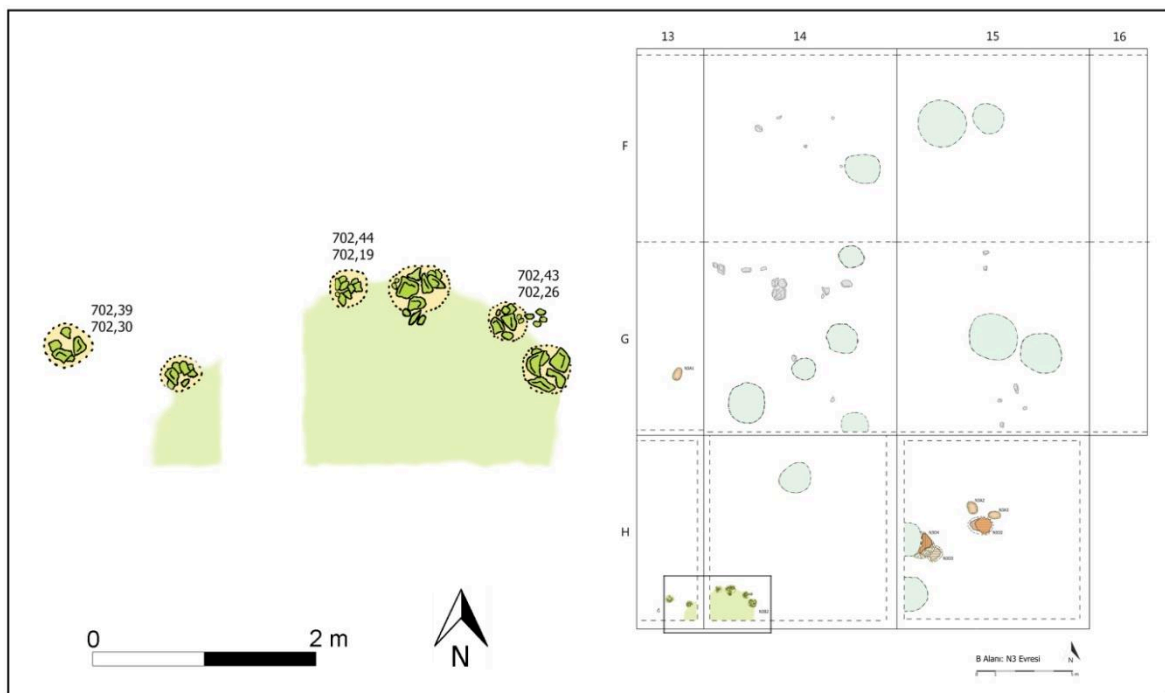 702,44
702,19
702,43
702,26
702,39
702,30
0 2 m
N
13 14 15 16
F
G
H
B Alanı: N3 Evresi
N
m